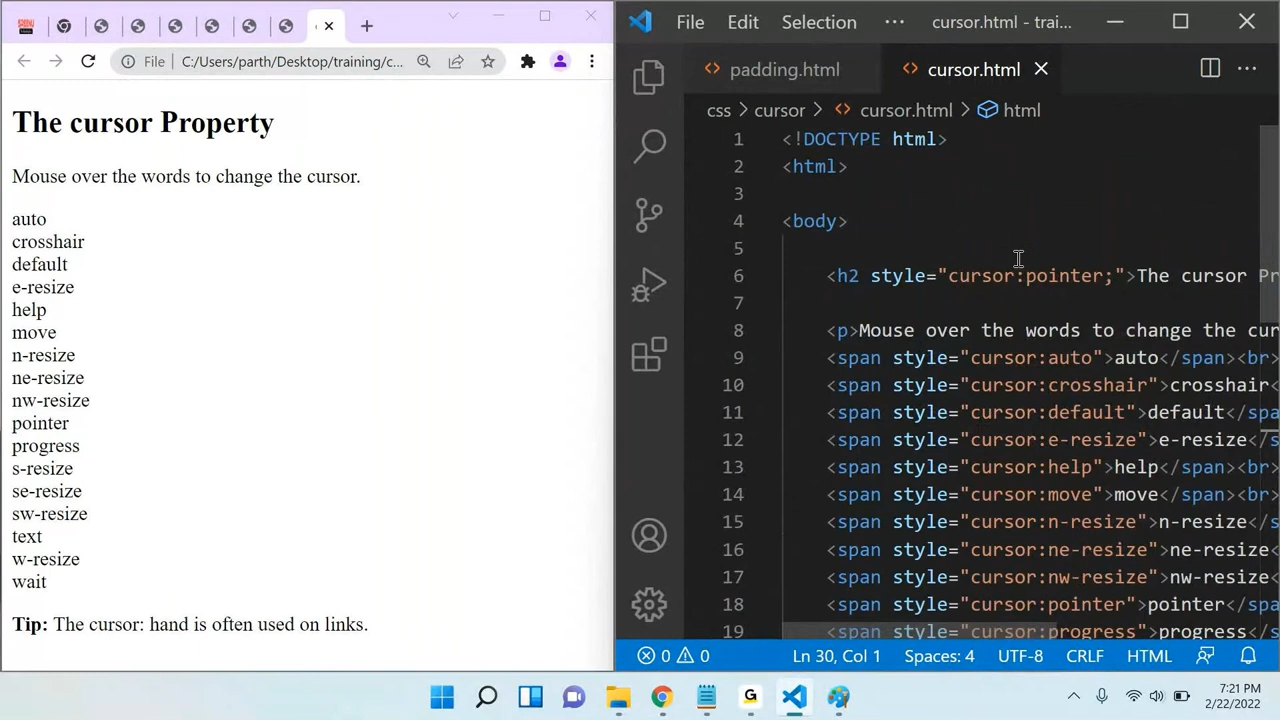 File C:/Users/parth/Desktop/training/c...
The cursor Property
Mouse over the words to change the cursor.
auto
crosshair
default
e-resize
help
move
n-resize
ne-resize
nw-resize
pointer
progress
s-resize
se-resize
sw-resize
text
w-resize
wait
Tip: The cursor: hand is often used on links.
File Edit Selection ··· cursor.html - trai...
padding.html cursor.html
css > cursor > cursor.html > html
1 <!DOCTYPE html>
2 <html>
3
4 <body>
5
6 <h2 style="cursor:pointer;">The cursor Pr
7
8 <p>Mouse over the words to change the cur
9 <span style="cursor:auto">auto</span><br>
10 <span style="cursor:crosshair">crosshair<
11 <span style="cursor:default">default</spa
12 <span style="cursor:e-resize">e-resize</s
13 <span style="cursor:help">help</span><br>
14 <span style="cursor:move">move</span><br>
15 <span style="cursor:n-resize">n-resize</s
16 <span style="cursor:ne-resize">ne-resize<
17 <span style="cursor:nw-resize">nw-resize<
18 <span style="cursor:pointer">pointer</spa
19 <span style="cursor:progress">progress</s
0 0 Ln 30, Col 1 Spaces: 4 UTF-8 CRLF HTML
G
7:21 PM
2/22/2022